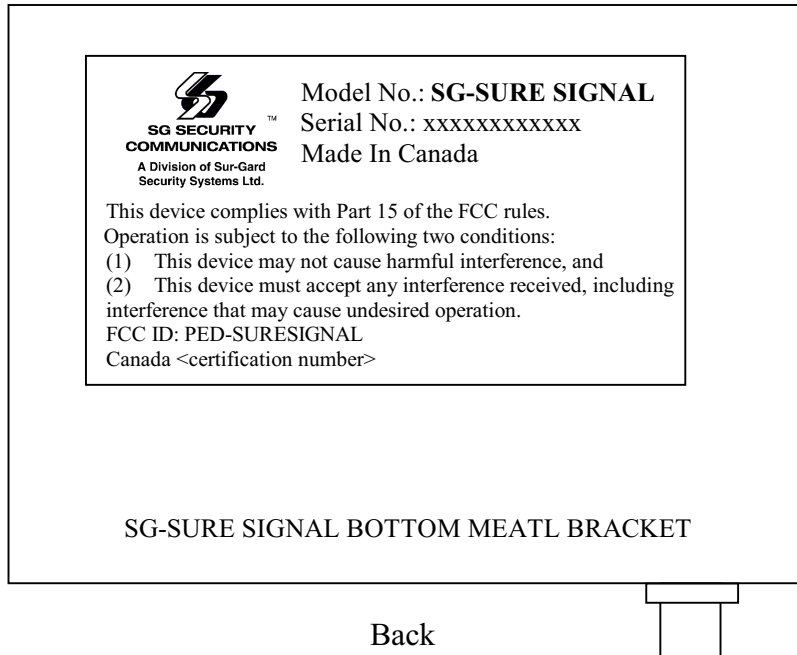 SG SECURITY ™
COMMUNICATIONS
A Division of Sur-Gard
Security Systems Ltd.
Model No.: SG-SURE SIGNAL
Serial No.: xxxxxxxxxxxx
Made In Canada
This device complies with Part 15 of the FCC rules.
Operation is subject to the following two conditions:
(1) This device may not cause harmful interference, and
(2) This device must accept any interference received, including
interference that may cause undesired operation.
FCC ID: PED-SURESIGNAL
Canada <certification number>
SG-SURE SIGNAL BOTTOM MEATL BRACKET
Back